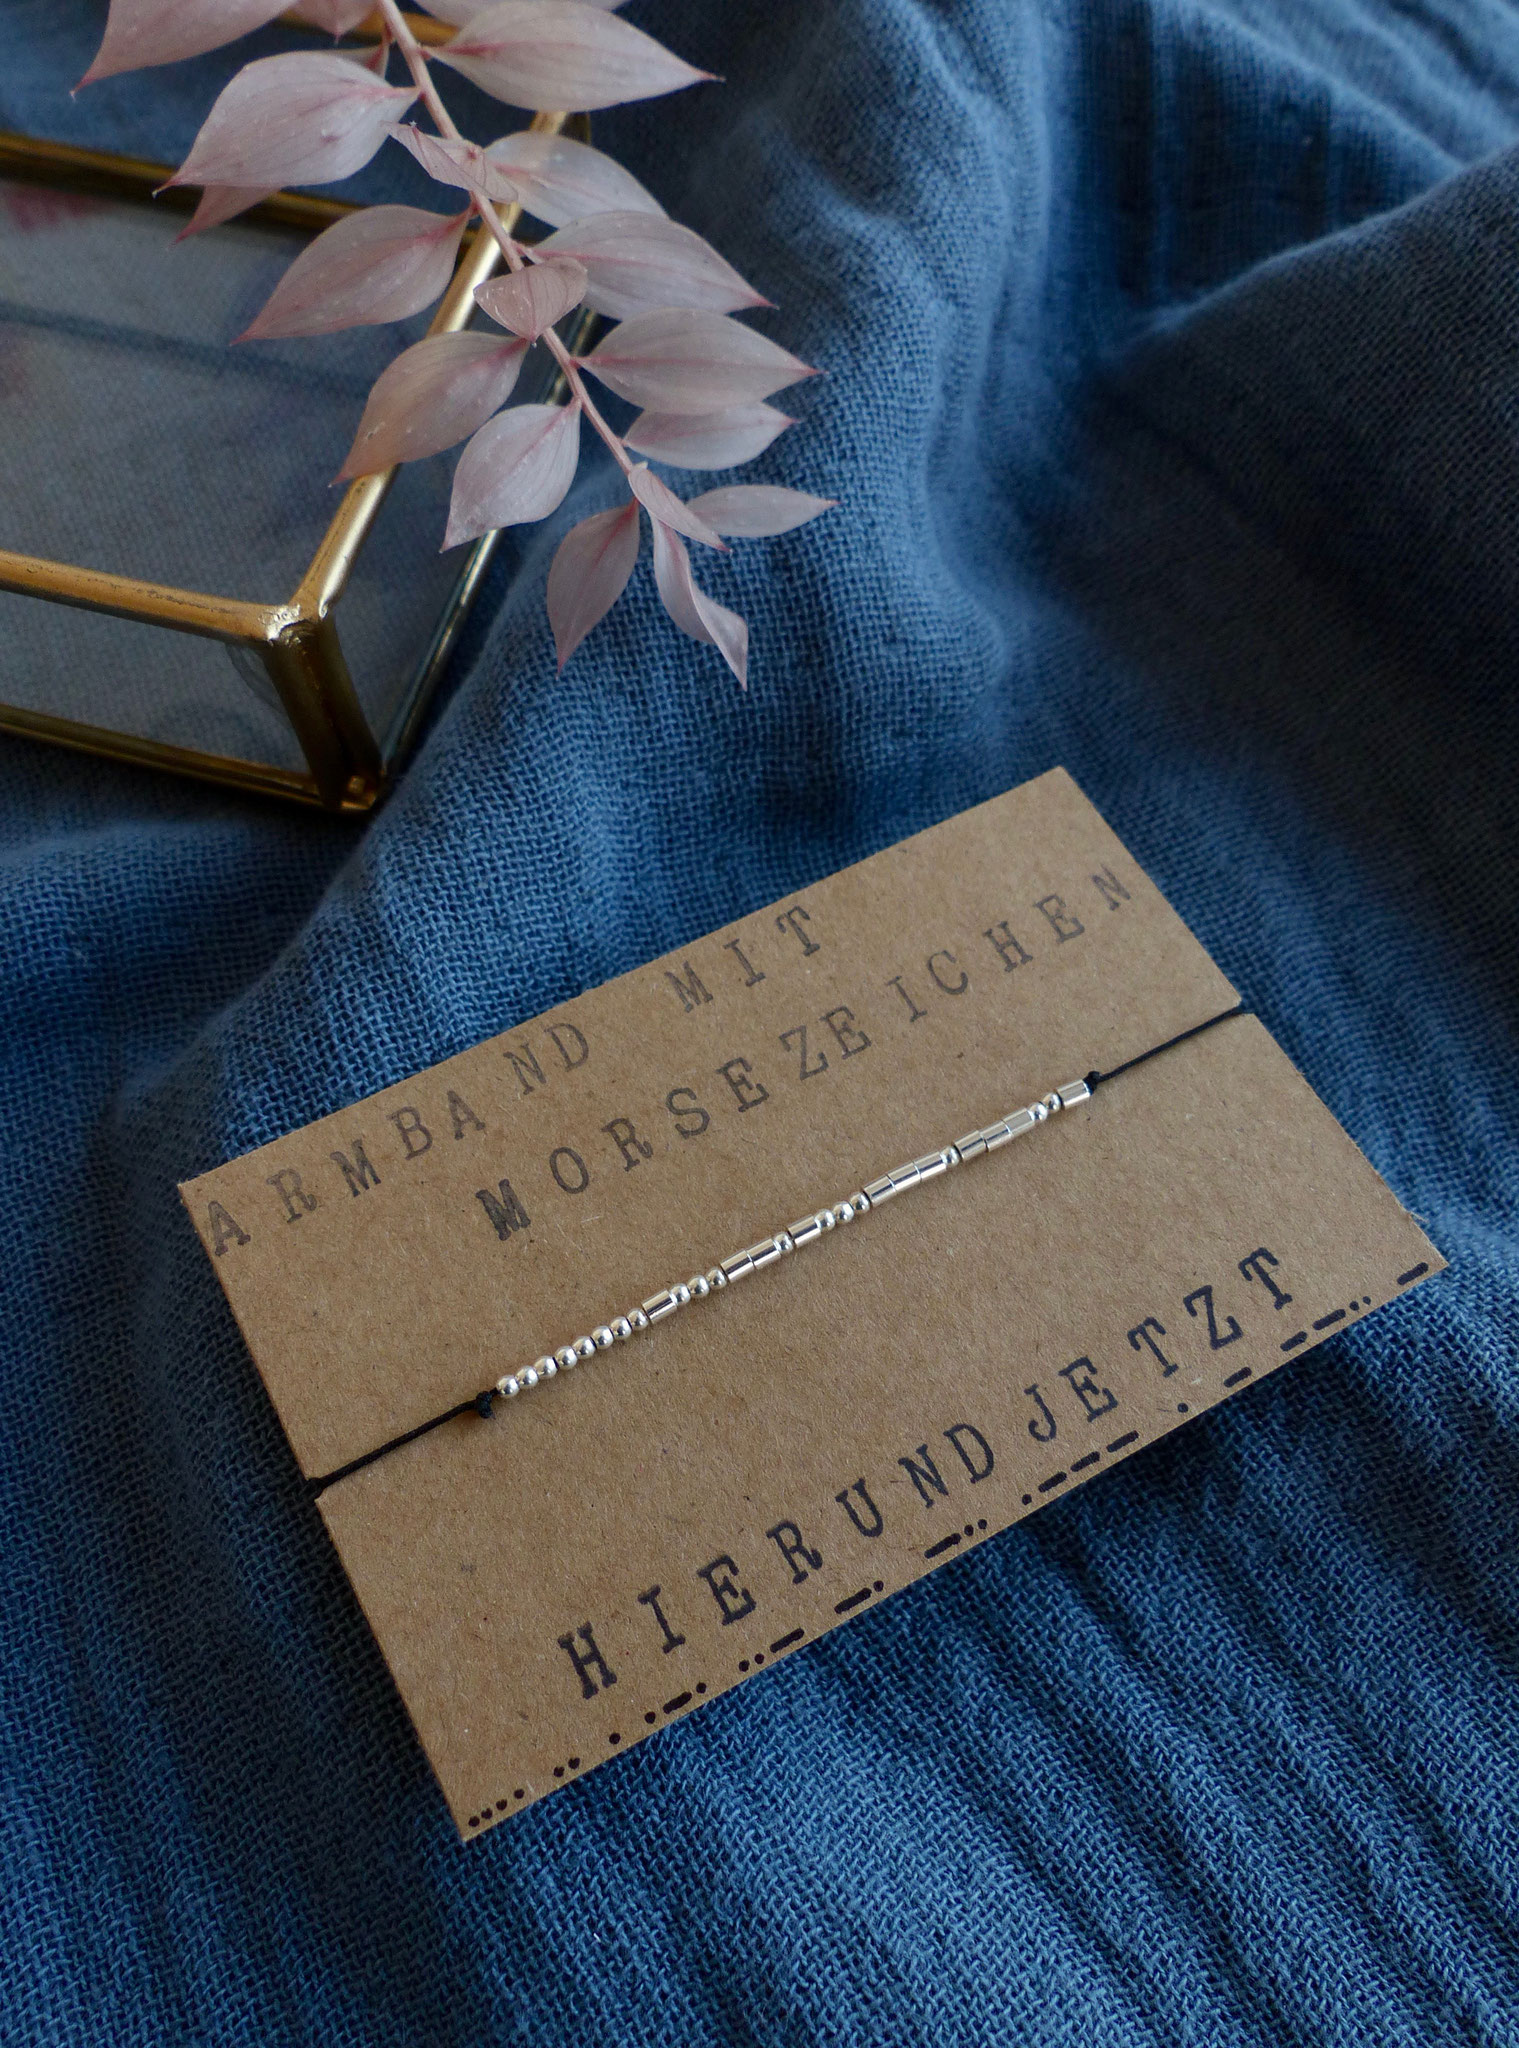 ARMBAND MIT
MORSEZEICHEN
HIERUNDJETZT
.... .. . .-. ..- -. -.. .--- . - --.. -